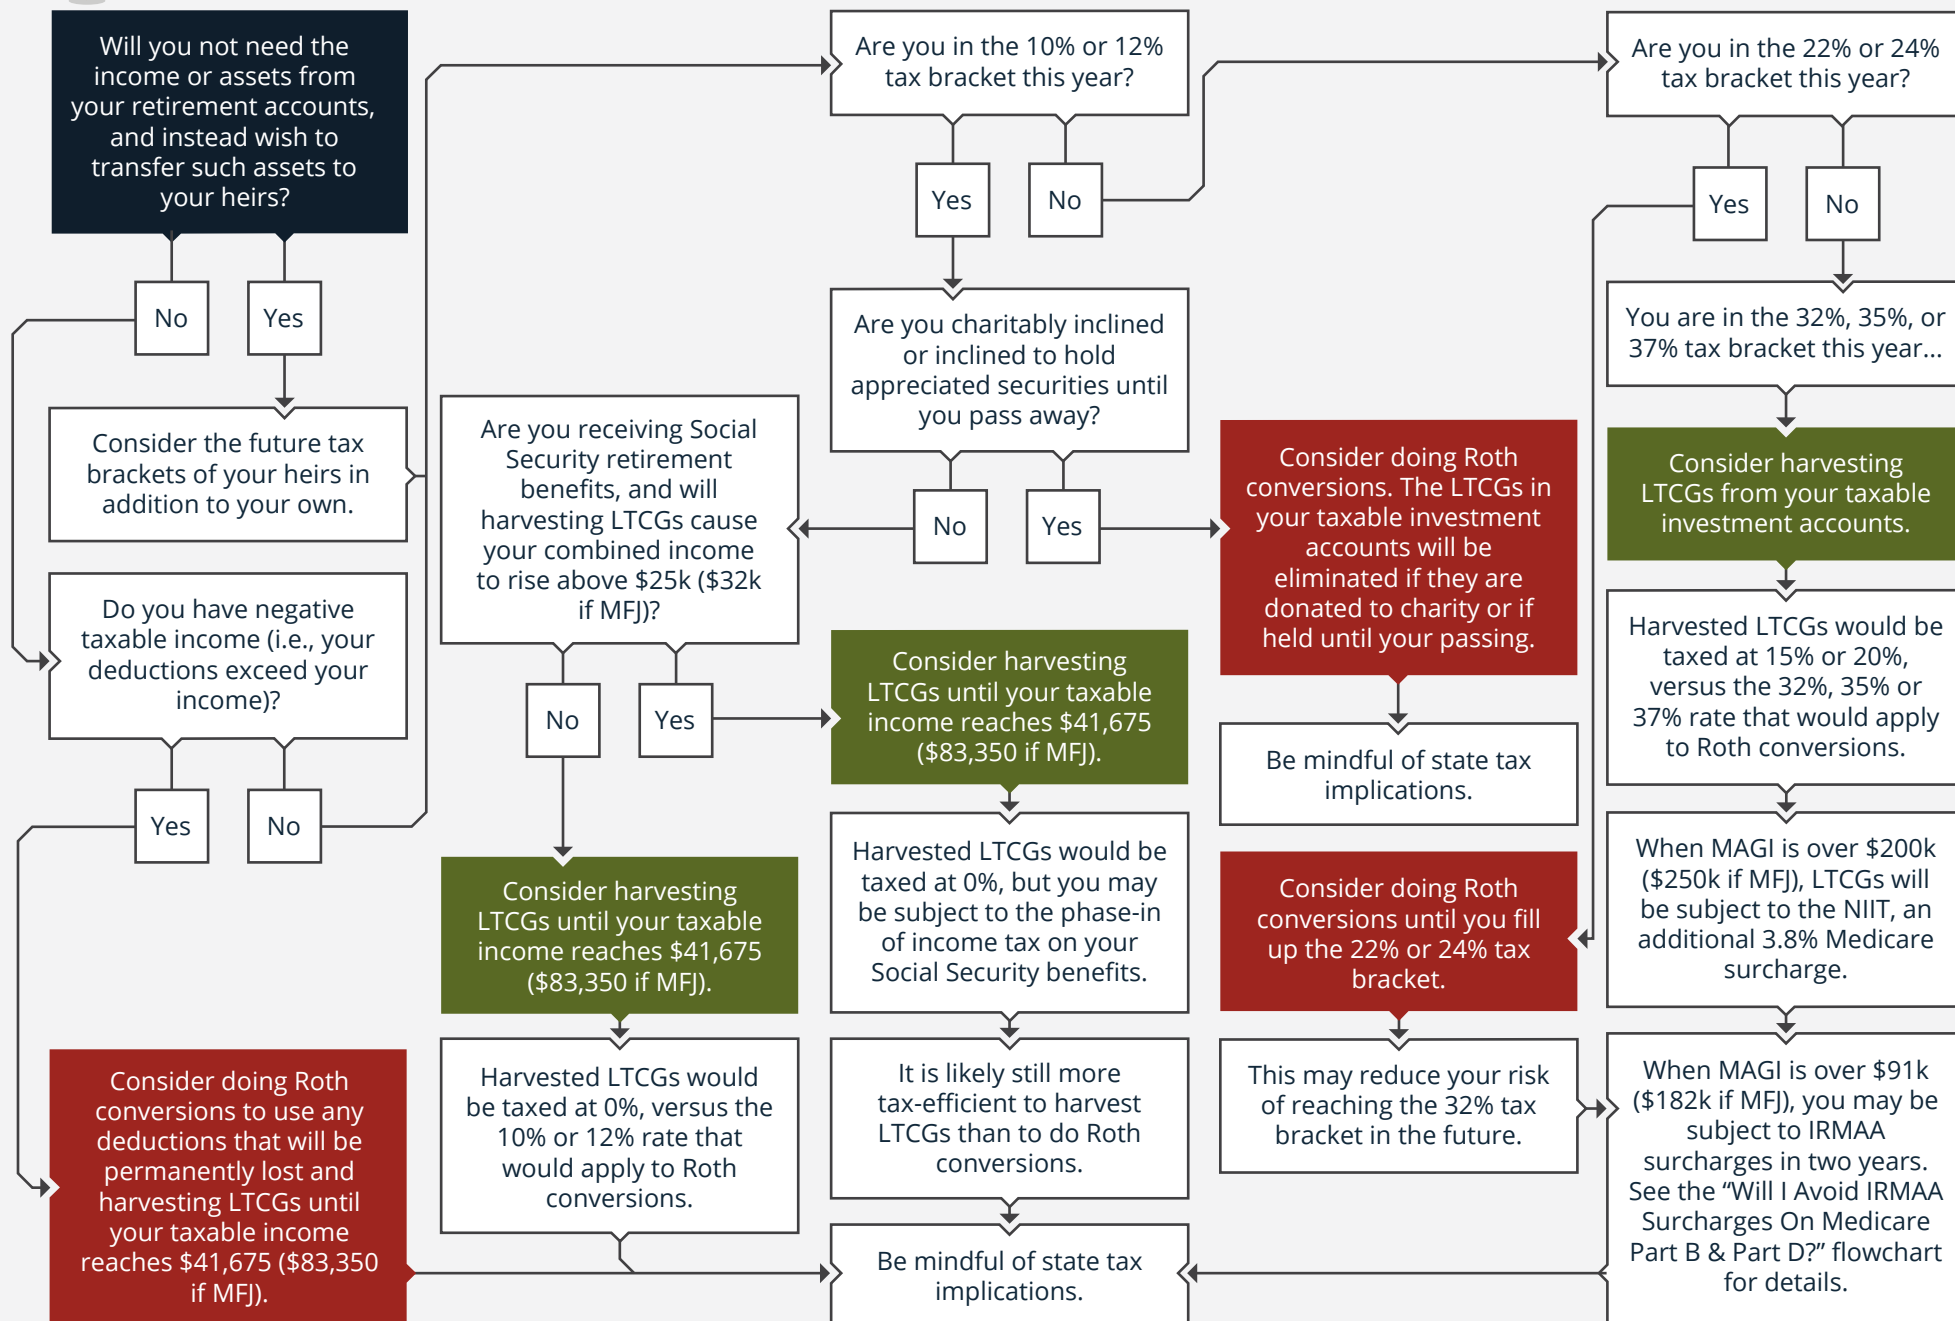 Will you not need the
income or assets from
your retirement accounts,
and instead wish to
transfer such assets to
your heirs?
No
Yes
Consider the future tax
brackets of your heirs in
addition to your own.
Do you have negative
taxable income (i.e., your
deductions exceed your
income)?
Yes
No
Consider doing Roth
conversions to use any
deductions that will be
permanently lost and
harvesting LTCGs until
your taxable income
reaches $41,675 ($83,350
if MFJ).
Are you in the 10% or 12%
tax bracket this year?
Yes
No
Are you charitably inclined
or inclined to hold
appreciated securities until
you pass away?
No
Yes
Are you receiving Social
Security retirement
benefits, and will
harvesting LTCGs cause
your combined income
to rise above $25k ($32k
if MFJ)?
No
Yes
Consider harvesting
LTCGs until your taxable
income reaches $41,675
($83,350 if MFJ).
Harvested LTCGs would
be taxed at 0%, versus the
10% or 12% rate that
would apply to Roth
conversions.
Consider harvesting
LTCGs until your taxable
income reaches $41,675
($83,350 if MFJ).
Harvested LTCGs would be
taxed at 0%, but you may
be subject to the phase-in
of income tax on your
Social Security benefits.
It is likely still more
tax-efficient to harvest
LTCGs than to do Roth
conversions.
Be mindful of state tax
implications.
Consider doing Roth
conversions. The LTCGs in
your taxable investment
accounts will be
eliminated if they are
donated to charity or if
held until your passing.
Be mindful of state tax
implications.
Consider doing Roth
conversions until you fill
up the 22% or 24% tax
bracket.
This may reduce your risk
of reaching the 32% tax
bracket in the future.
Are you in the 22% or 24%
tax bracket this year?
Yes
No
You are in the 32%, 35%, or
37% tax bracket this year...
Consider harvesting
LTCGs from your taxable
investment accounts.
Harvested LTCGs would be
taxed at 15% or 20%,
versus the 32%, 35% or
37% rate that would apply
to Roth conversions.
When MAGI is over $200k
($250k if MFJ), LTCGs will
be subject to the NIIT, an
additional 3.8% Medicare
surcharge.
When MAGI is over $91k
($182k if MFJ), you may be
subject to IRMAA
surcharges in two years.
See the “Will I Avoid IRMAA
Surcharges On Medicare
Part B & Part D?” flowchart
for details.